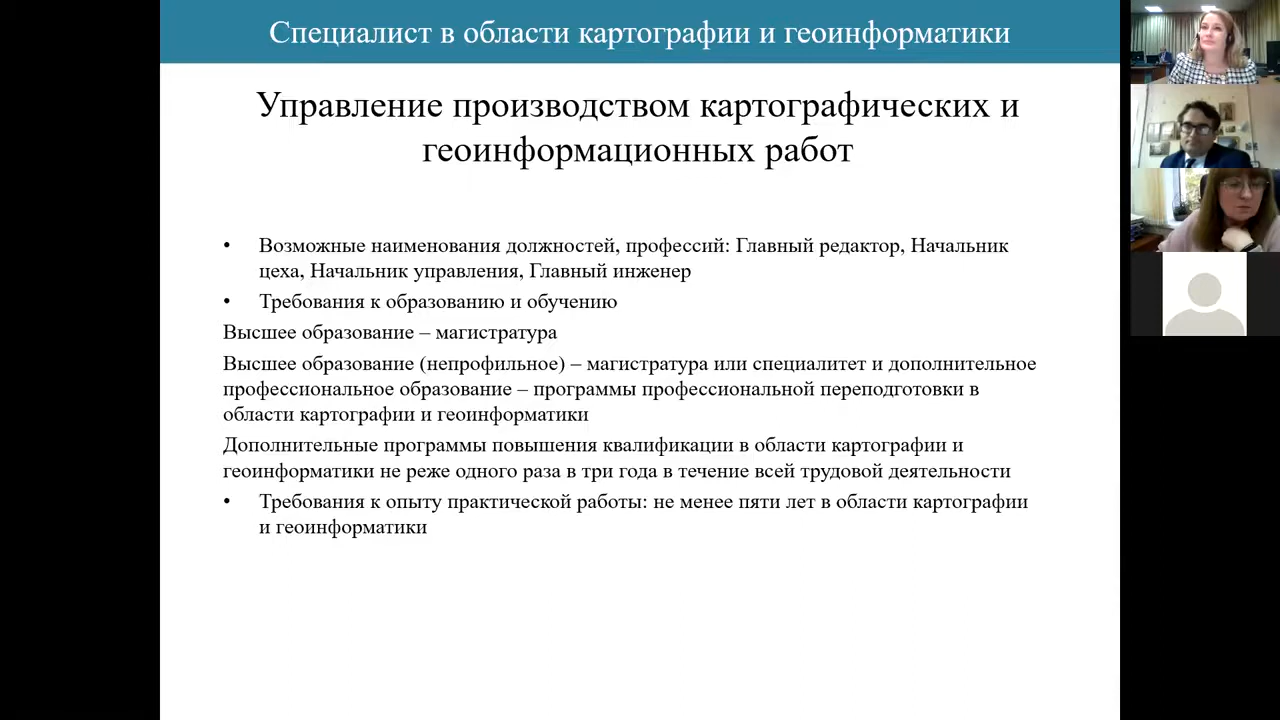 Специалист в области картографии и геоинформатики
Управление производством картографических и
геоинформационных работ
• Возможные наименования должностей, профессий: Главный редактор, Начальник
цеха, Начальник управления, Главный инженер
• Требования к образованию и обучению
Высшее образование – магистратура
Высшее образование (непрофильное) – магистратура или специалитет и дополнительное
профессиональное образование – программы профессиональной переподготовки в
области картографии и геоинформатики
Дополнительные программы повышения квалификации в области картографии и
геоинформатики не реже одного раза в три года в течение всей трудовой деятельности
• Требования к опыту практической работы: не менее пяти лет в области картографии
и геоинформатики